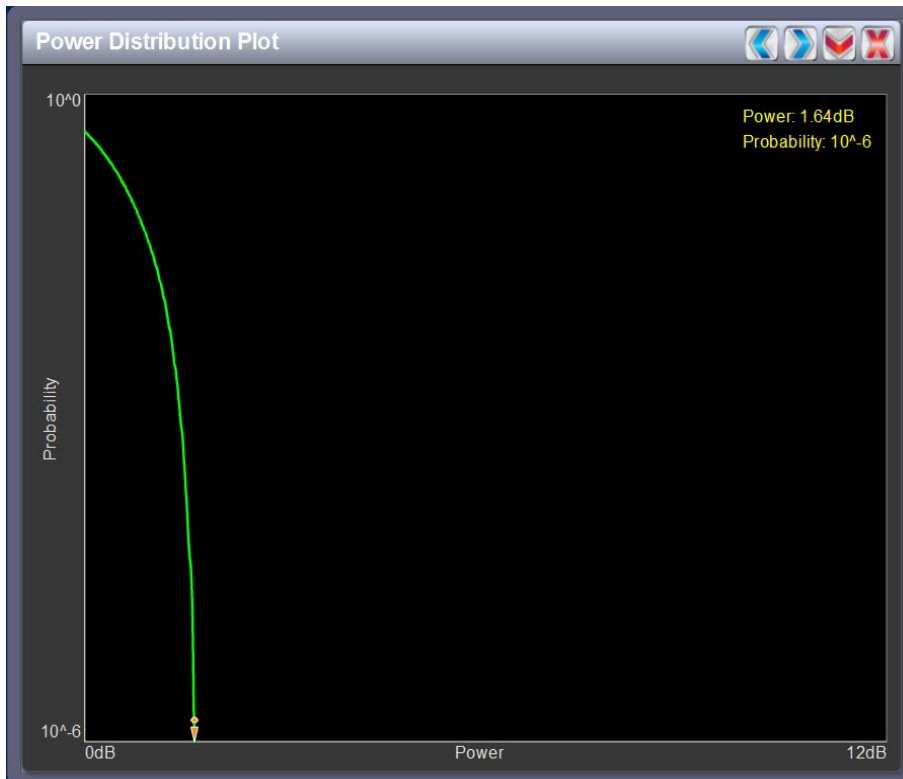 Power Distribution Plot
10^0
Power: 1.64dB
Probability: 10^-6
Probability
10^-6
0dB
Power
12dB